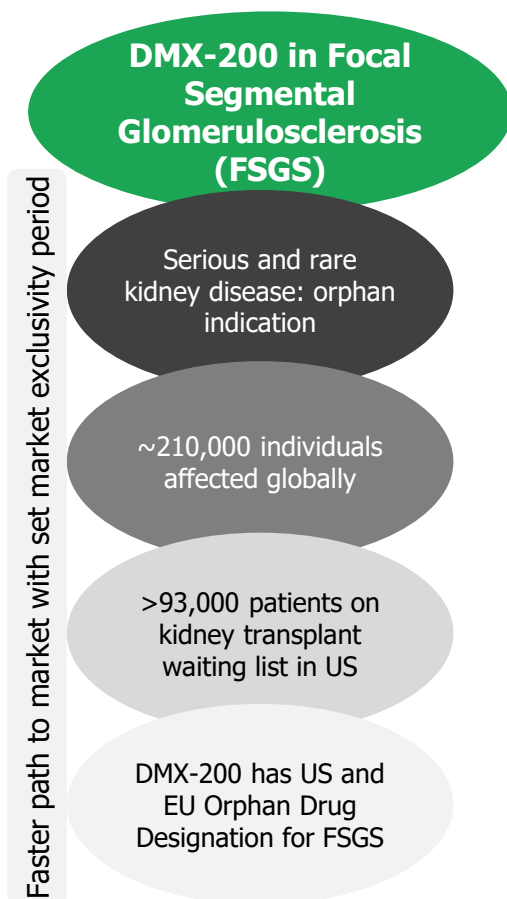 DMX-200 in Focal
Segmental
Glomerulosclerosis
(FSGS)
Faster path to market with set market exclusivity period
Serious and rare
kidney disease: orphan
indication
~210,000 individuals
affected globally
>93,000 patients on
kidney transplant
waiting list in US
DMX-200 has US and
EU Orphan Drug
Designation for FSGS